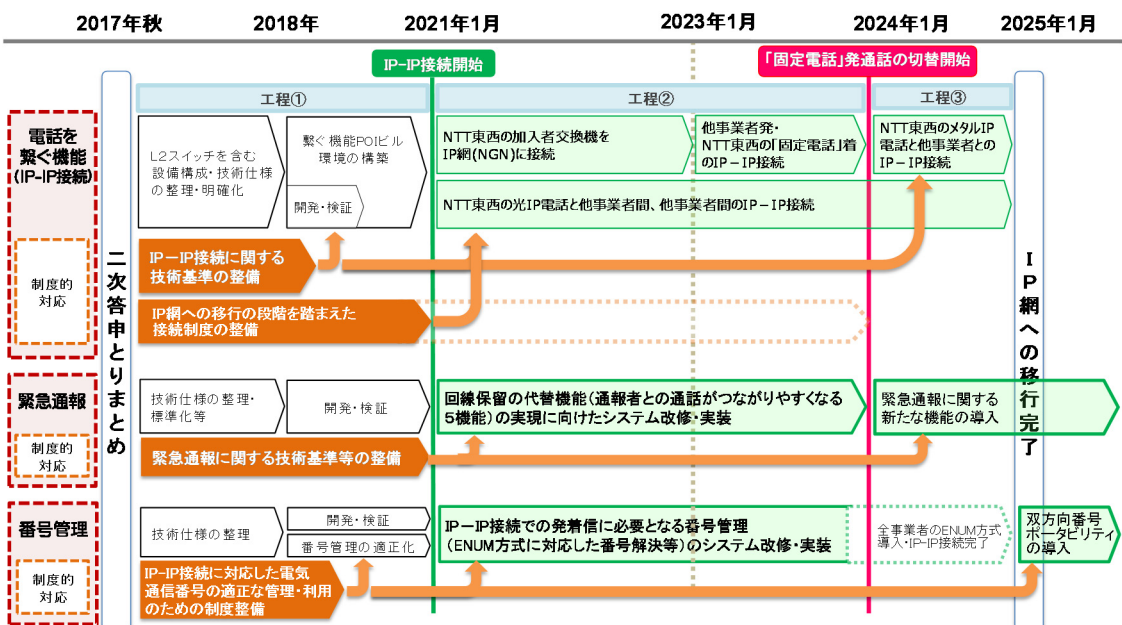 2017年秋
2018年
2021年1月
2023年1月
2024年1月
2025年1月
IP-IP接続開始
「固定電話」発通話の切替開始
工程①
工程②
工程③
電話を
繋ぐ機能
(IP-IP接続)
制度的
対応
二次答申とりまとめ
L2スイッチを含む
設備構成・技術仕様
の整理・明確化
繋ぐ機能POIビル
環境の構築
開発・検証
NTT東西の加入者交換機を
IP網(NGN)に接続
他事業者発・
NTT東西の「固定電話」着
のIP－IP接続
NTT東西のメタルIP
電話と他事業者との
IP－IP接続
NTT東西の光IP電話と他事業者間、他事業者間のIP－IP接続
IP－IP接続に関する
技術基準の整備
IP網への移行の段階を踏まえた
接続制度の整備
IP網への移行完了
緊急通報
制度的
対応
技術仕様の整理・
標準化等
開発・検証
回線保留の代替機能(通報者との通話がつながりやすくなる
5機能)の実現に向けたシステム改修・実装
緊急通報に関する
新たな機能の導入
緊急通報に関する技術基準等の整備
番号管理
制度的
対応
技術仕様の整理
開発・検証
番号管理の適正化
IP－IP接続での発着信に必要となる番号管理
(ENUM方式に対応した番号解決等)のシステム改修・実装
全事業者のENUM方式
導入・IP-IP接続完了
双方向番号
ポータビリティ
の導入
IP-IP接続に対応した電気
通信番号の適正な管理・利用
のための制度整備